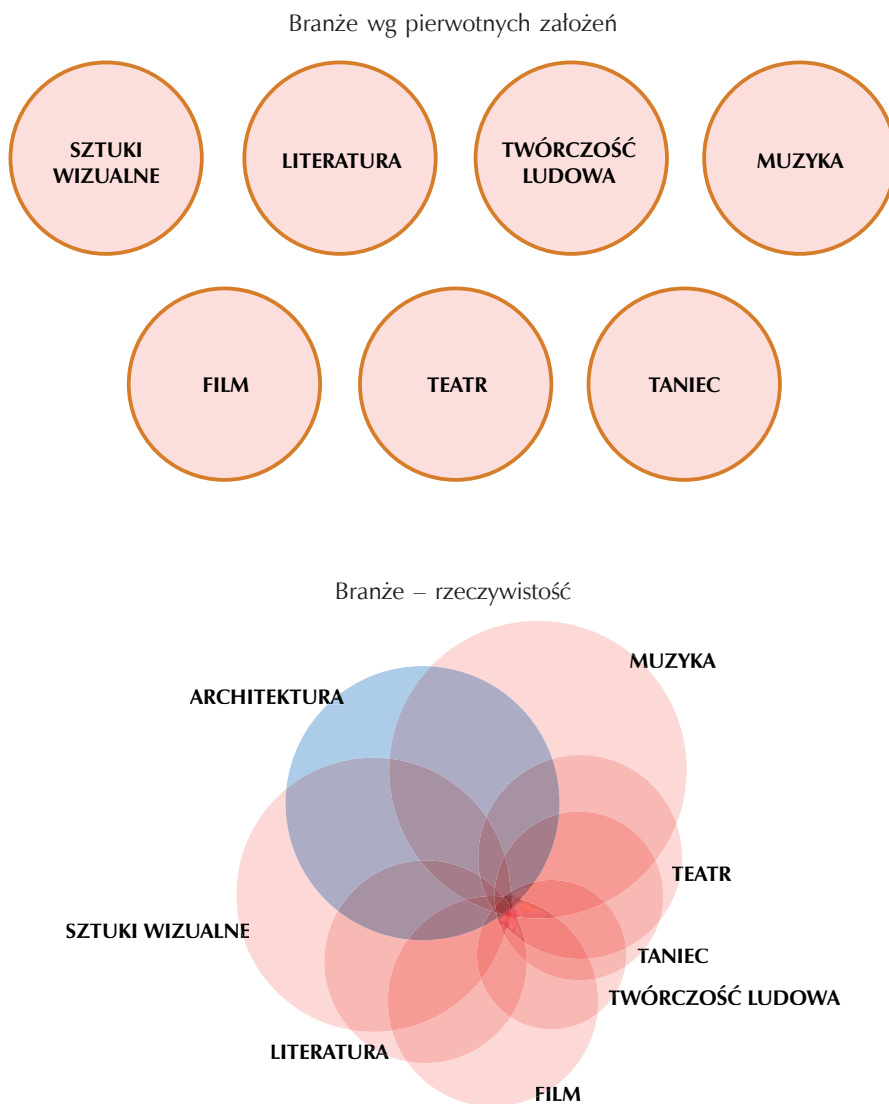 Branże wg pierwotnych założeń
SZTUKI
WIZUALNE
LITERATURA
TWÓRCZOŚĆ
LUDOWA
MUZYKA
FILM
TEATR
TANIEC
Branże – rzeczywistość
MUZYKA
ARCHITEKTURA
TEATR
SZTUKI WIZUALNE
TANIEC
TWÓRCZOŚĆ LUDOWA
LITERATURA
FILM